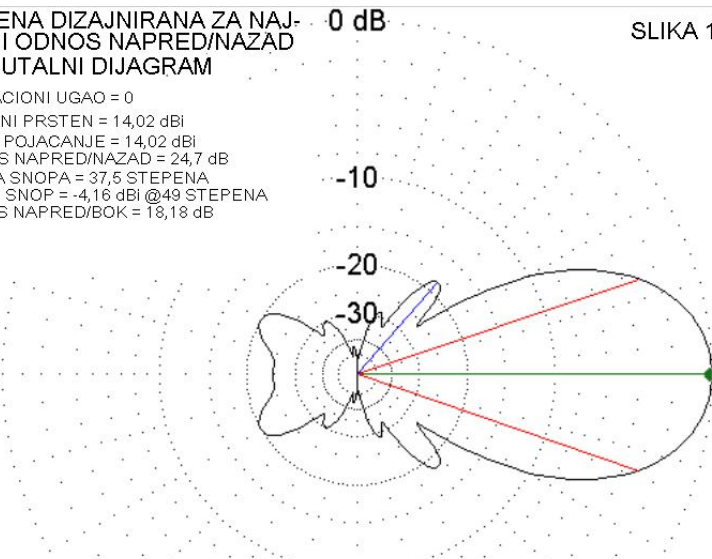 ENA DIZAJNIRANA ZA NAJ-
I ODNOS NAPRED/NAZAD
UTALNI DIJAGRAM
ACIONI UGAO = 0
NI PRSTEN = 14,02 dBi
POJACANJE = 14,02 dBi
S NAPRED/NAZAD = 24,7 dB
A SNOPA = 37,5 STEPENA
SNOP = -4,16 dBi @49 STEPENA
S NAPRED/BOK = 18,18 dB
0 dB
SLIKA 1
-10
-20
-30